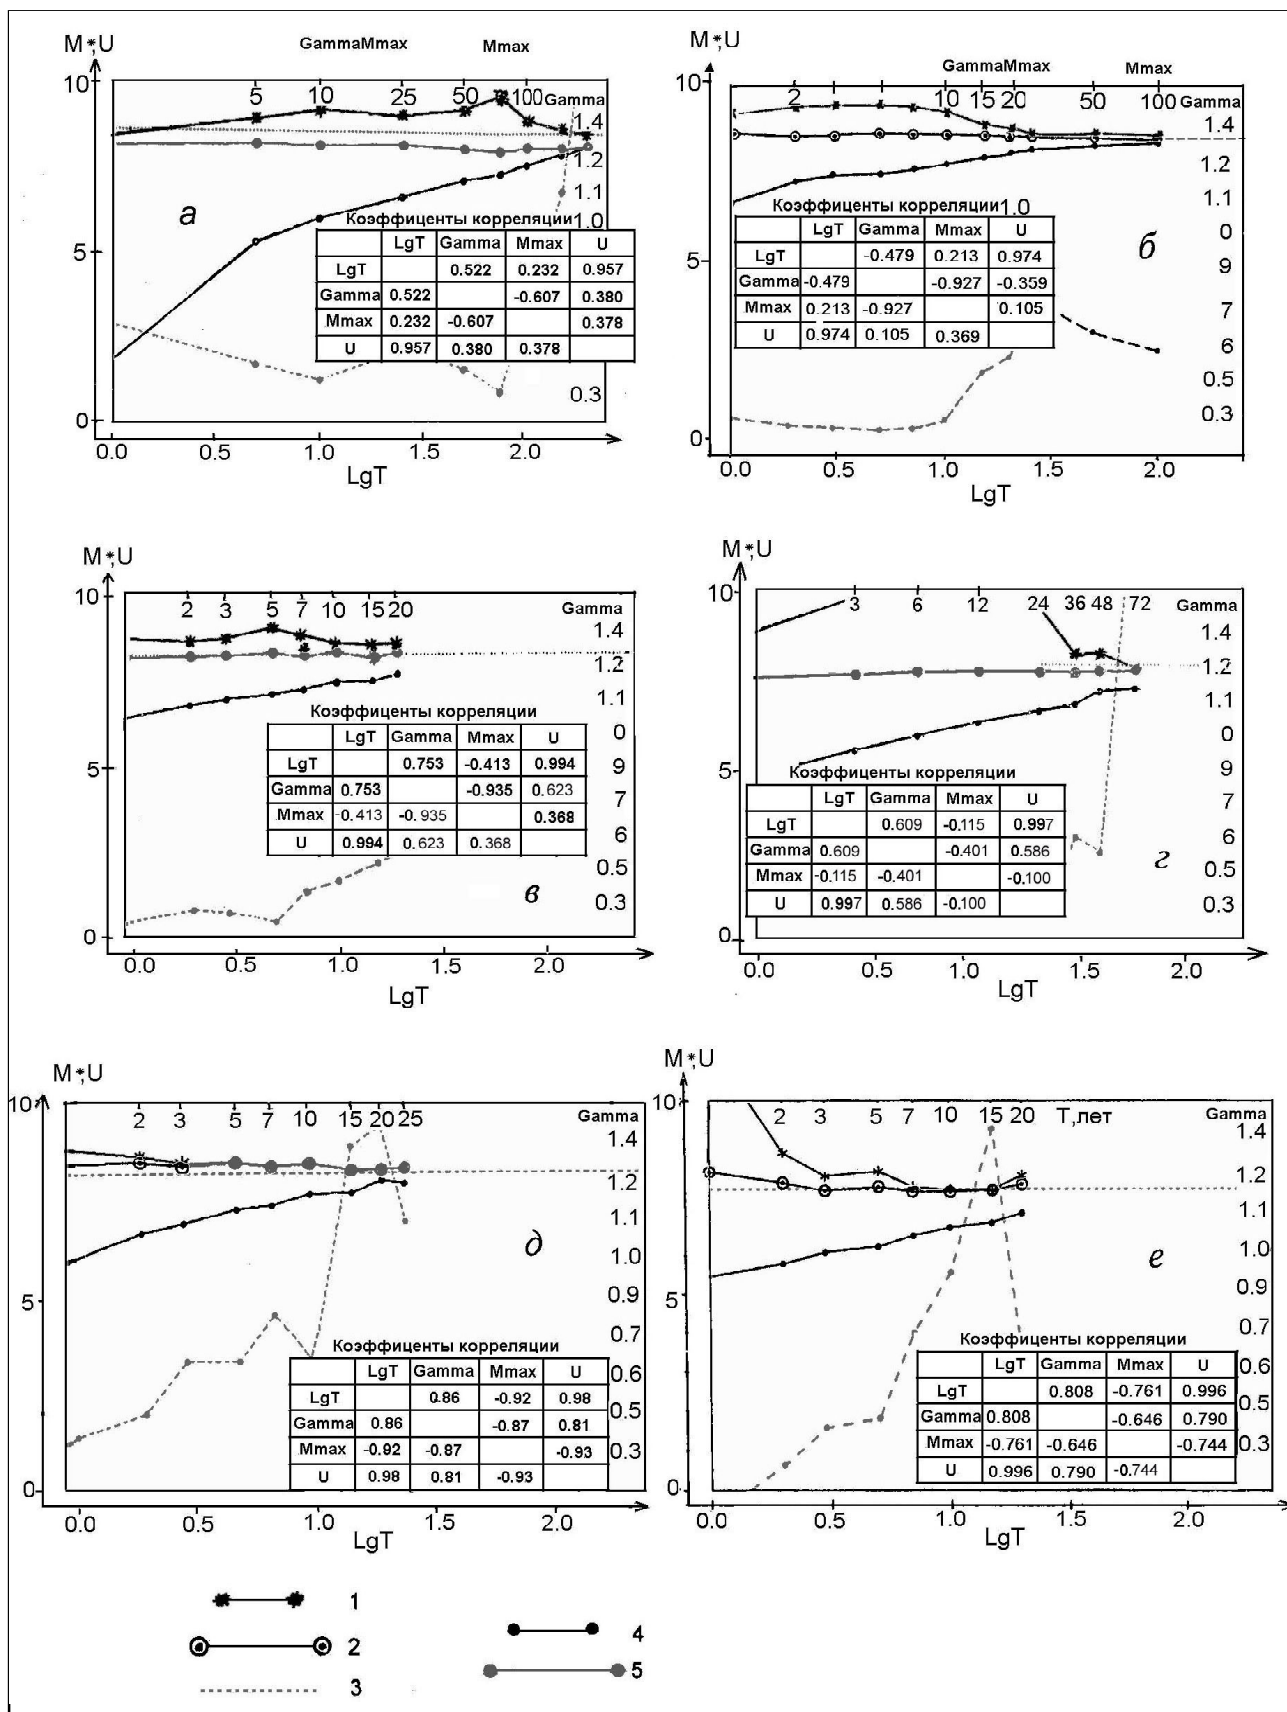 M*,U GammaMmax Mmax
10 5 10 25 50 100 Gamma
1.4
1.2
1.1
а 1.0
Коэффиценты корреляции
LgT Gamma Mmax U
LgT 0.522 0.232 0.957
Gamma 0.522 -0.607 0.380
Mmax 0.232 -0.607 0.378
U 0.957 0.380 0.378
5
0.3
0
0.0 0.5 1.0 1.5 2.0
LgT
M*,U
GammaMmax Mmax
10 2 3 5 7 10 15 20 50 100 Gamma
1.4
1.2
1.1
Коэффиценты корреляции 1.0
LgT Gamma Mmax U
LgT -0.479 0.213 0.974
Gamma -0.479 -0.927 -0.359
Mmax 0.213 -0.927 0.105
U 0.974 0.105 0.369
б
0
5
9
7
6
0.5
0.3
0
0.0 0.5 1.0 1.5 2.0
LgT
M*,U
10 2 3 5 7 10 15 20 Gamma
1.4
1.2
1.1
Коэффиценты корреляции
0
LgT Gamma Mmax U
LgT 0.753 -0.413 0.994
Gamma 0.753 -0.935 0.623
Mmax -0.413 -0.935 0.368
U 0.994 0.623 0.368
5
9
7
6
0.5
в 0.3
0
0.0 0.5 1.0 1.5 2.0
LgT
M*,U
10 3 6 12 24 36 48 72 Gamma
1.4
1.2
1.1
0
5
9
Коэффиценты корреляции
LgT Gamma Mmax U
LgT 0.609 -0.115 0.997
Gamma 0.609 -0.401 0.586
Mmax -0.115 -0.401 -0.100
U 0.997 0.586 -0.100
7
6
г 0.5
0.3
0
0.0 0.5 1.0 1.5 2.0
LgT
M*,U
10 2 3 5 7 10 15 20 25 Gamma
1.4
1.2
1.1
д 1.0
0.9
5
0.7
Коэффиценты корреляции
0.6
LgT Gamma Mmax U
LgT 0.86 -0.92 0.98
Gamma 0.86 -0.87 0.81
Mmax -0.92 -0.87 -0.93
U 0.98 0.81 -0.93
0.5
0.3
0
0.0 0.5 1.0 1.5 2.0
LgT
M*,U
10 2 3 5 7 10 15 20 Т,лет Gamma
1.4
1.2
1.1
е 1.0
0.9
5
0.7
Коэффиценты корреляции
0.6
LgT Gamma Mmax U
LgT 0.808 -0.761 0.996
Gamma 0.808 -0.646 0.790
Mmax -0.761 -0.646 -0.744
U 0.996 0.790 -0.744
0.5
0.3
0
0.0 0.5 1.0 1.5 2.0
LgT
1
2
3
4
5